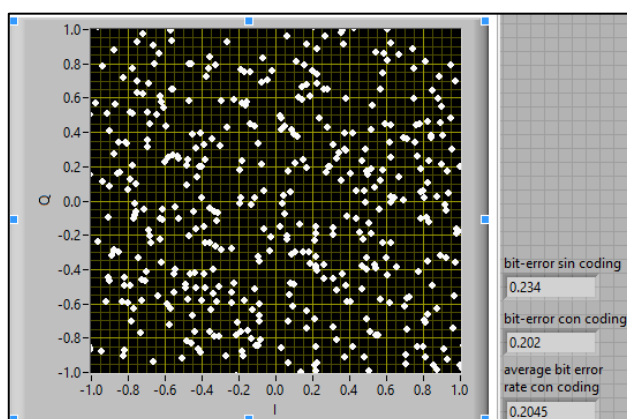 1.0
0.8
0.6
0.4
0.2
0.0
-0.2
-0.4
-0.6
-0.8
-1.0
Q
-1.0 -0.8 -0.6 -0.4 -0.2 0.0 0.2 0.4 0.6 0.8 1.0
I
bit-error sin coding
0.234
bit-error con coding
0.202
average bit error
rate con coding
0.2045